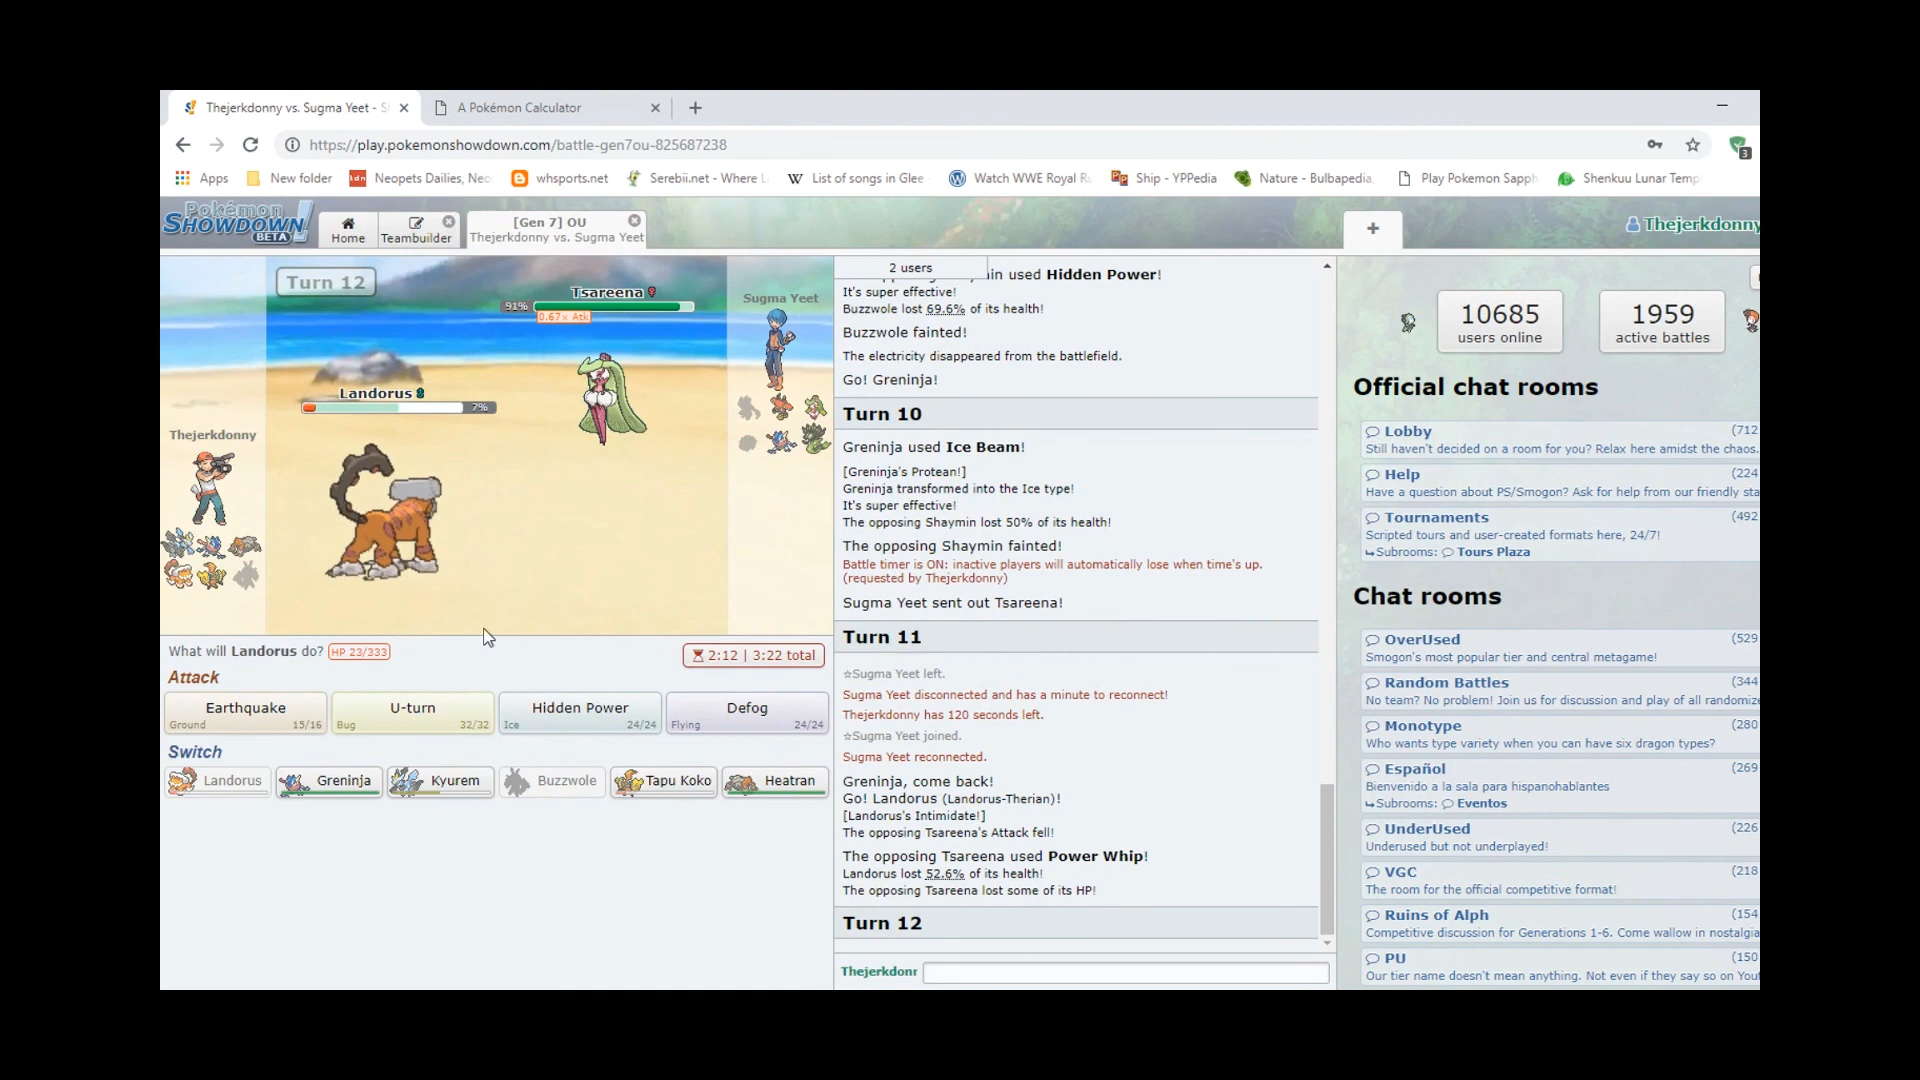 Thejerkdonny vs. Sugma Yeet - S
A Pokémon Calculator
https://play.pokemonshowdown.com/battle-gen7ou-825687238
3
Apps
New folder
Neopets Dailies, Neo
whsports.net
Serebii.net - Where L
List of songs in Glee
Watch WWE Royal Ru
Ship - YPPedia
Nature - Bulbapedia,
Play Pokemon Sapph
Shenkuu Lunar Temp
Pokémon
SHOWDOWN!
BETA
Home
Teambuilder
[Gen 7] OU
Thejerkdonny vs. Sugma Yeet
+
Thejerkdonny
Turn 12
Tsareena
91%
0.67× Atk
Sugma Yeet
Landorus
7%
Thejerkdonny
What will Landorus do? HP 23/333
2:12 | 3:22 total
Attack
Earthquake
Ground 15/16
U-turn
Bug 32/32
Hidden Power
Ice 24/24
Defog
Flying 24/24
Switch
Landorus
Greninja
Kyurem
Buzzwole
Tapu Koko
Heatran
2 users
in used Hidden Power!
It's super effective!
Buzzwole lost 69.6% of its health!
Buzzwole fainted!
The electricity disappeared from the battlefield.
Go! Greninja!
Turn 10
Greninja used Ice Beam!
[Greninja's Protean!]
Greninja transformed into the Ice type!
It's super effective!
The opposing Shaymin lost 50% of its health!
The opposing Shaymin fainted!
Battle timer is ON: inactive players will automatically lose when time's up.
(requested by Thejerkdonny)
Sugma Yeet sent out Tsareena!
Turn 11
☆Sugma Yeet left.
Sugma Yeet disconnected and has a minute to reconnect!
Thejerkdonny has 120 seconds left.
☆Sugma Yeet joined.
Sugma Yeet reconnected.
Greninja, come back!
Go! Landorus (Landorus-Therian)!
[Landorus's Intimidate!]
The opposing Tsareena's Attack fell!
The opposing Tsareena used Power Whip!
Landorus lost 52.6% of its health!
The opposing Tsareena lost some of its HP!
Turn 12
Thejerkdonr
10685
users online
1959
active battles
Official chat rooms
Lobby (712
Still haven't decided on a room for you? Relax here amidst the chaos.
Help (224
Have a question about PS/Smogon? Ask for help from our friendly sta
Tournaments (492
Scripted tours and user-created formats here, 24/7!
↳Subrooms: Tours Plaza
Chat rooms
OverUsed (529
Smogon's most popular tier and central metagame!
Random Battles (344
No team? No problem! Join us for discussion and play of all randomize
Monotype (280
Who wants type variety when you can have six dragon types?
Español (269
Bienvenido a la sala para hispanohablantes
↳Subrooms: Eventos
UnderUsed (226
Underused but not underplayed!
VGC (218
The room for the official competitive format!
Ruins of Alph (154
Competitive discussion for Generations 1-6. Come wallow in nostalgia
PU (150
Our tier name doesn't mean anything. Not even if they say so on You